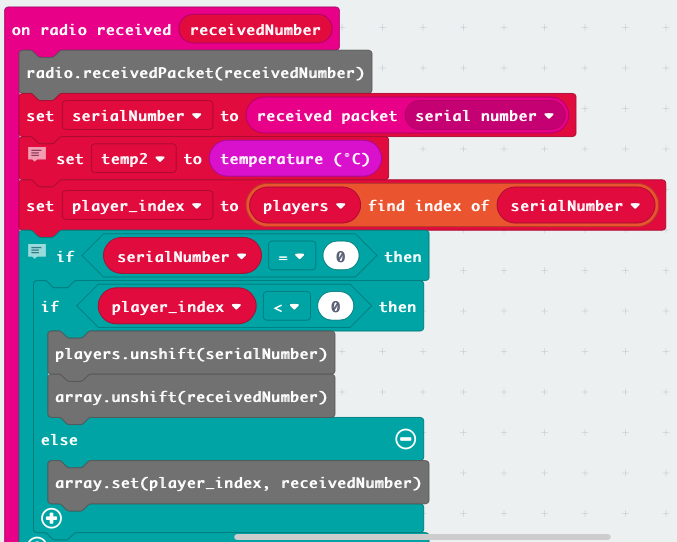 on radio received receivedNumber
radio.receivedPacket(receivedNumber)
set serialNumber to received packet serial number
set temp2 to temperature (°C)
set player_index to players find index of serialNumber
if serialNumber = 0 then
if player_index < 0 then
players.unshift(serialNumber)
array.unshift(receivedNumber)
else
array.set(player_index, receivedNumber)